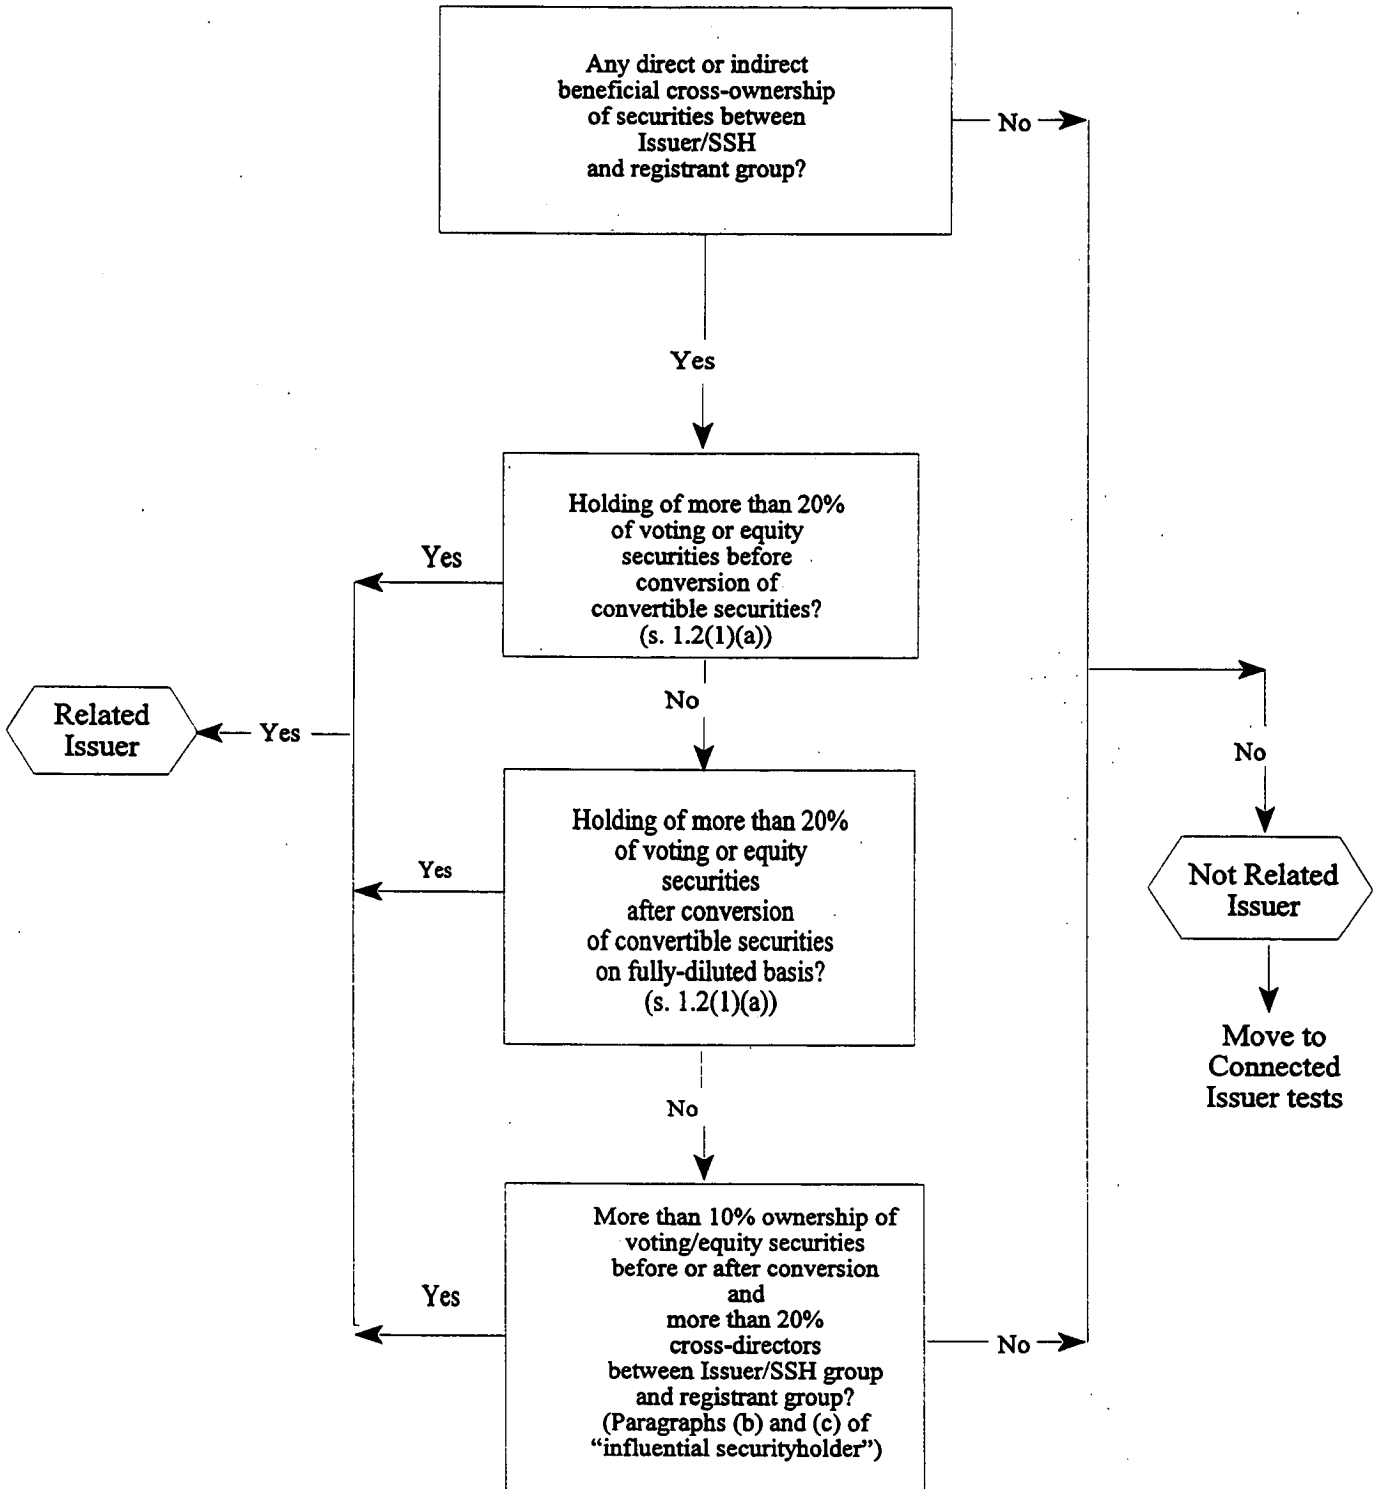 Any direct or indirect
beneficial cross-ownership
of securities between
Issuer/SSH
and registrant group?
No
Yes
Holding of more than 20%
of voting or equity
securities before
conversion of
convertible securities?
(s. 1.2(1)(a))
Yes
No
Related
Issuer
Yes
No
Holding of more than 20%
of voting or equity
securities
after conversion
of convertible securities
on fully-diluted basis?
(s. 1.2(1)(a))
Yes
Not Related
Issuer
Move to
Connected
Issuer tests
No
More than 10% ownership of
voting/equity securities
before or after conversion
and
more than 20%
cross-directors
between Issuer/SSH group
and registrant group?
(Paragraphs (b) and (c) of
“influential securityholder”)
Yes
No